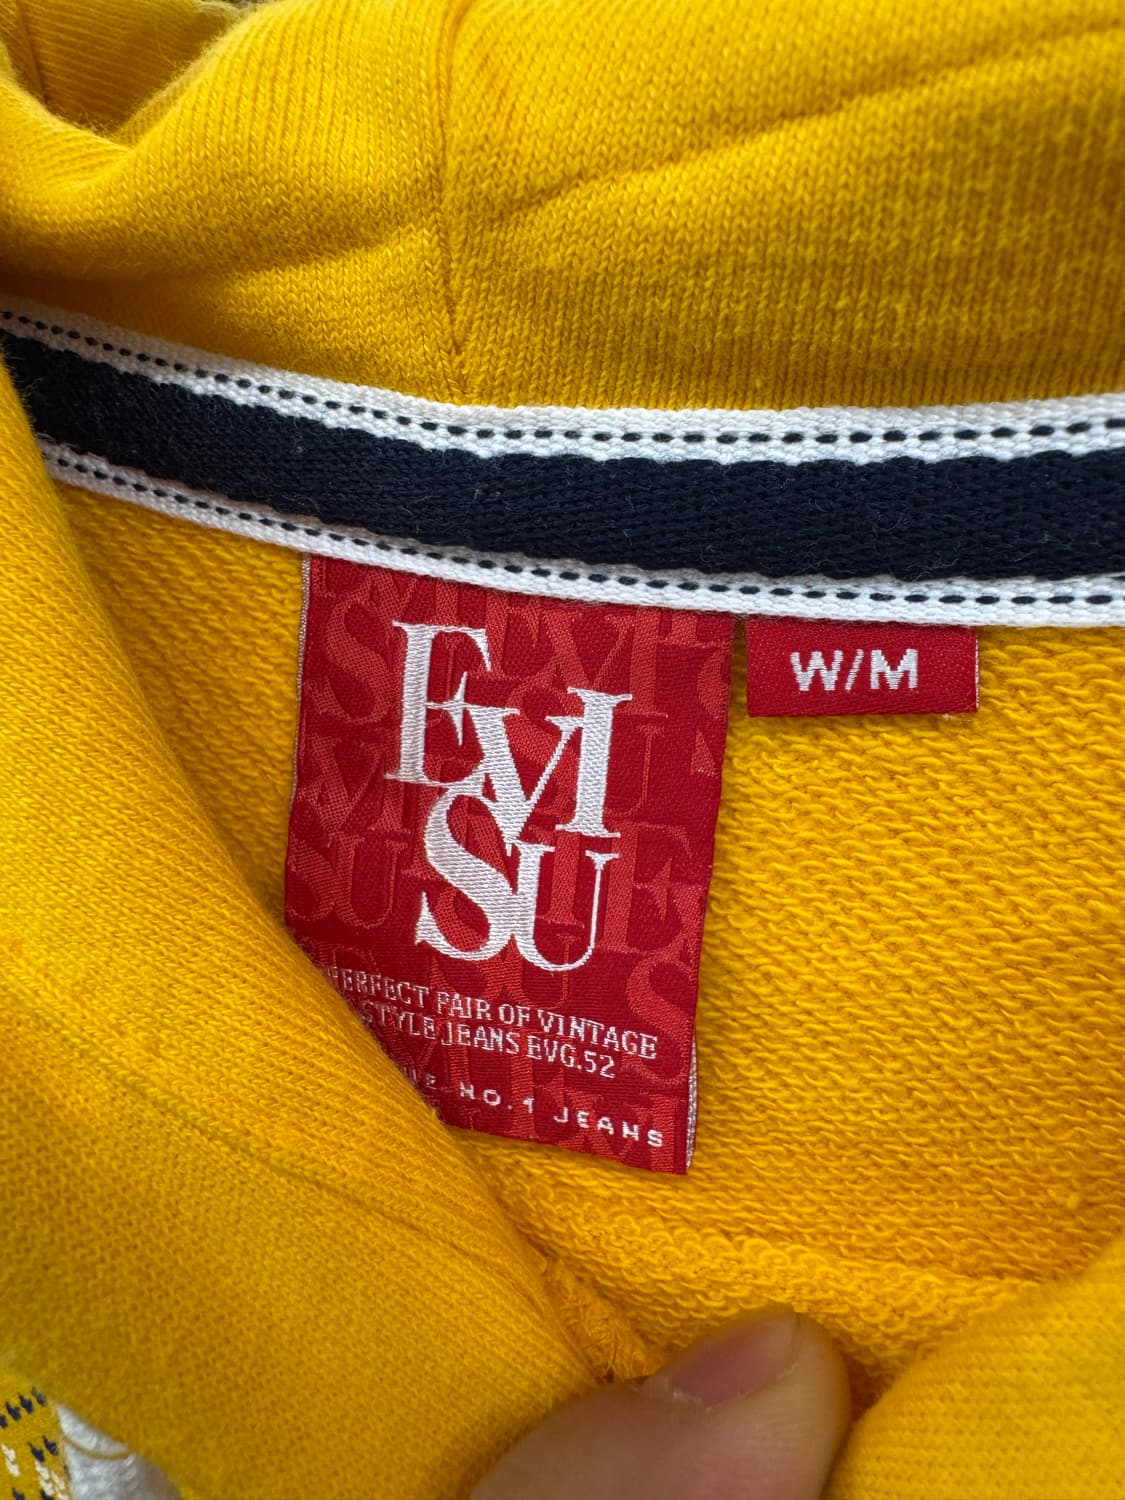 EVISU
W/M
PERFECT PAIR OF VINTAGE
STYLE JEANS EVG.52
NO.1 JEANS